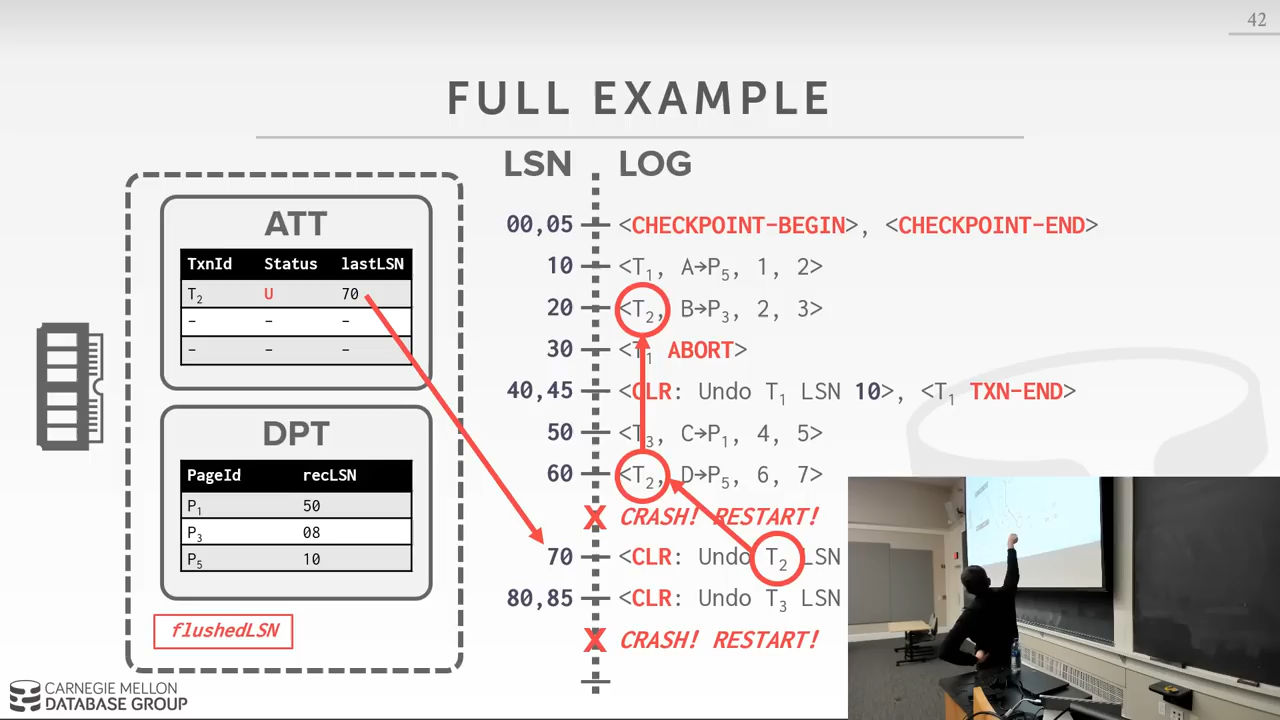 42
FULL EXAMPLE
LSN LOG
ATT
TxnId Status lastLSN
T2 U 70
- - -
- - -
DPT
PageId recLSN
P1 50
P3 08
P5 10
flushedLSN
00,05 <CHECKPOINT-BEGIN>, <CHECKPOINT-END>
10 <T1, A→P5, 1, 2>
20 <T2, B→P3, 2, 3>
30 <T1 ABORT>
40,45 <CLR: Undo T1 LSN 10>, <T1 TXN-END>
50 <T3, C→P1, 4, 5>
60 <T2, D→P5, 6, 7>
X CRASH! RESTART!
70 <CLR: Undo T2 LSN
80,85 <CLR: Undo T3 LSN
X CRASH! RESTART!
CARNEGIE MELLON
DATABASE GROUP